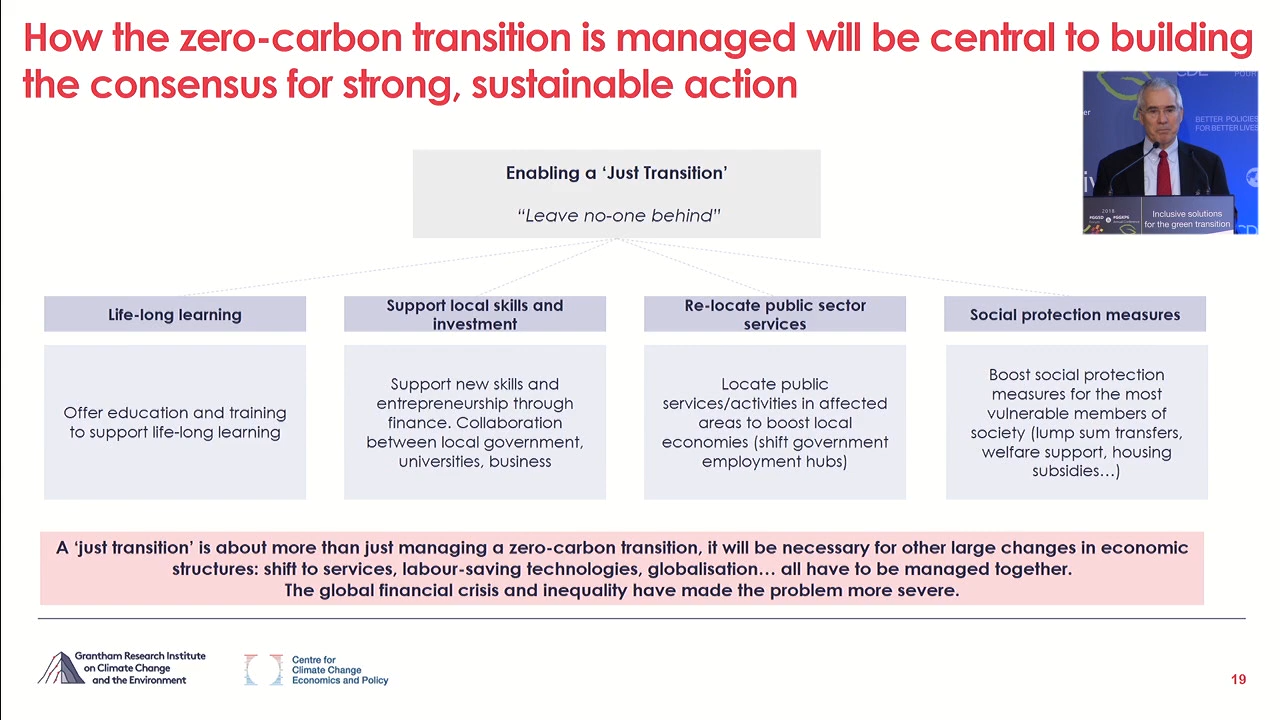 How the zero-carbon transition is managed will be central to building
the consensus for strong, sustainable action
CDE
POUR
er
BETTER POLICIES
FOR BETTER LIVES
2018
Inclusive solutions
for the green transition
Enabling a ‘Just Transition’
“Leave no-one behind”
Life-long learning
Offer education and training
to support life-long learning
Support local skills and
investment
Support new skills and
entrepreneurship through
finance. Collaboration
between local government,
universities, business
Re-locate public sector
services
Locate public
services/activities in affected
areas to boost local
economies (shift government
employment hubs)
Social protection measures
Boost social protection
measures for the most
vulnerable members of
society (lump sum transfers,
welfare support, housing
subsidies…)
A ‘just transition’ is about more than just managing a zero-carbon transition, it will be necessary for other large changes in economic
structures: shift to services, labour-saving technologies, globalisation… all have to be managed together.
The global financial crisis and inequality have made the problem more severe.
Grantham Research Institute
on Climate Change
and the Environment
Centre for
Climate Change
Economics and Policy
19